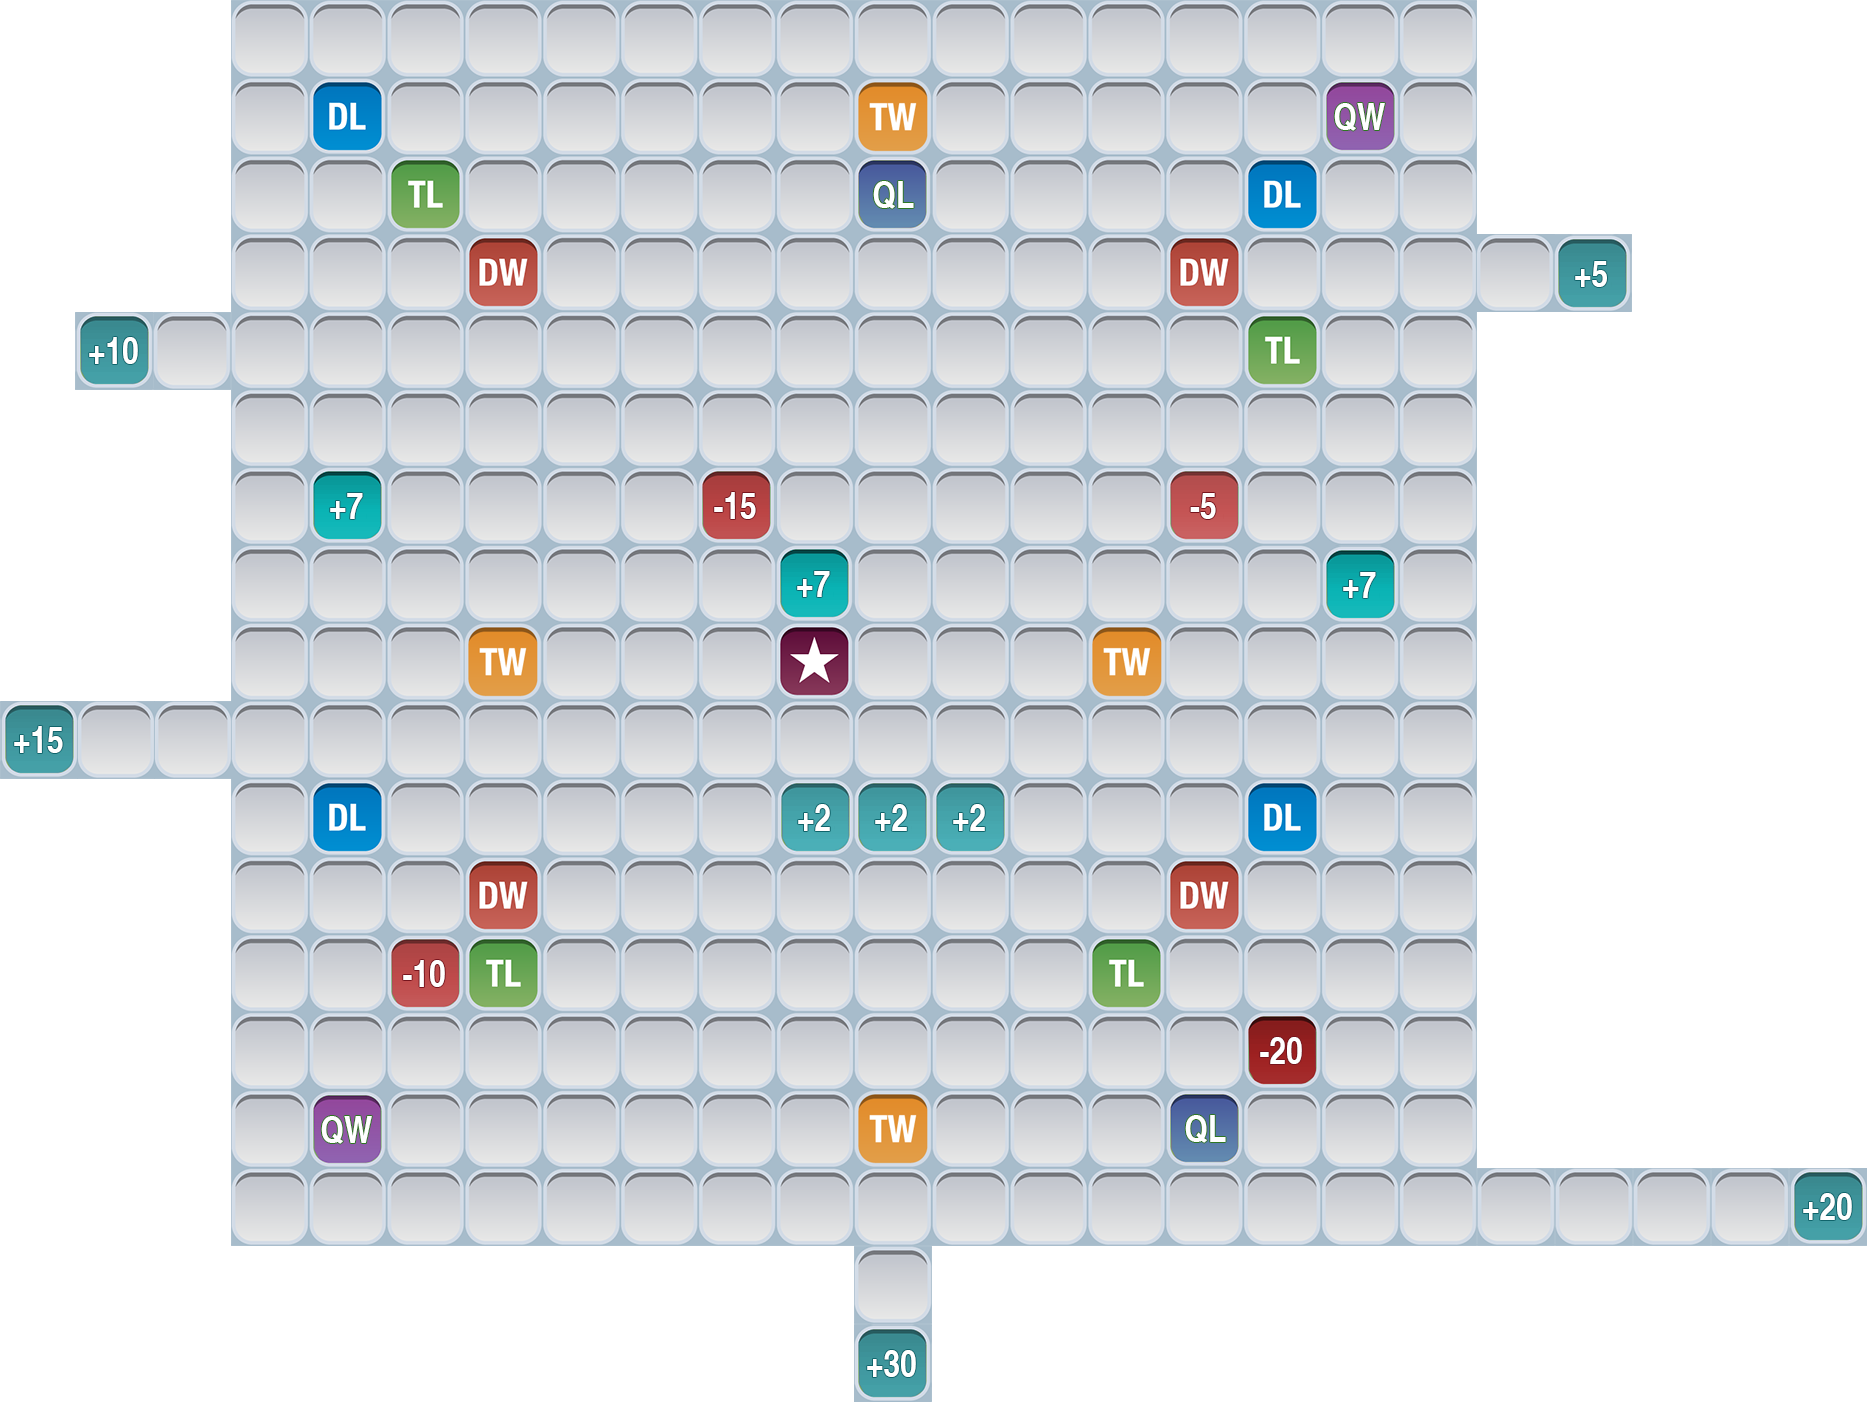 DL TW QW
TL QL DL
DW DW +5
+10 TL
+7 -15 -5
+7 +7
TW TW
+15
DL +2 +2 +2 DL
DW DW
-10 TL TL
-20
QW TW QL
+20
+30